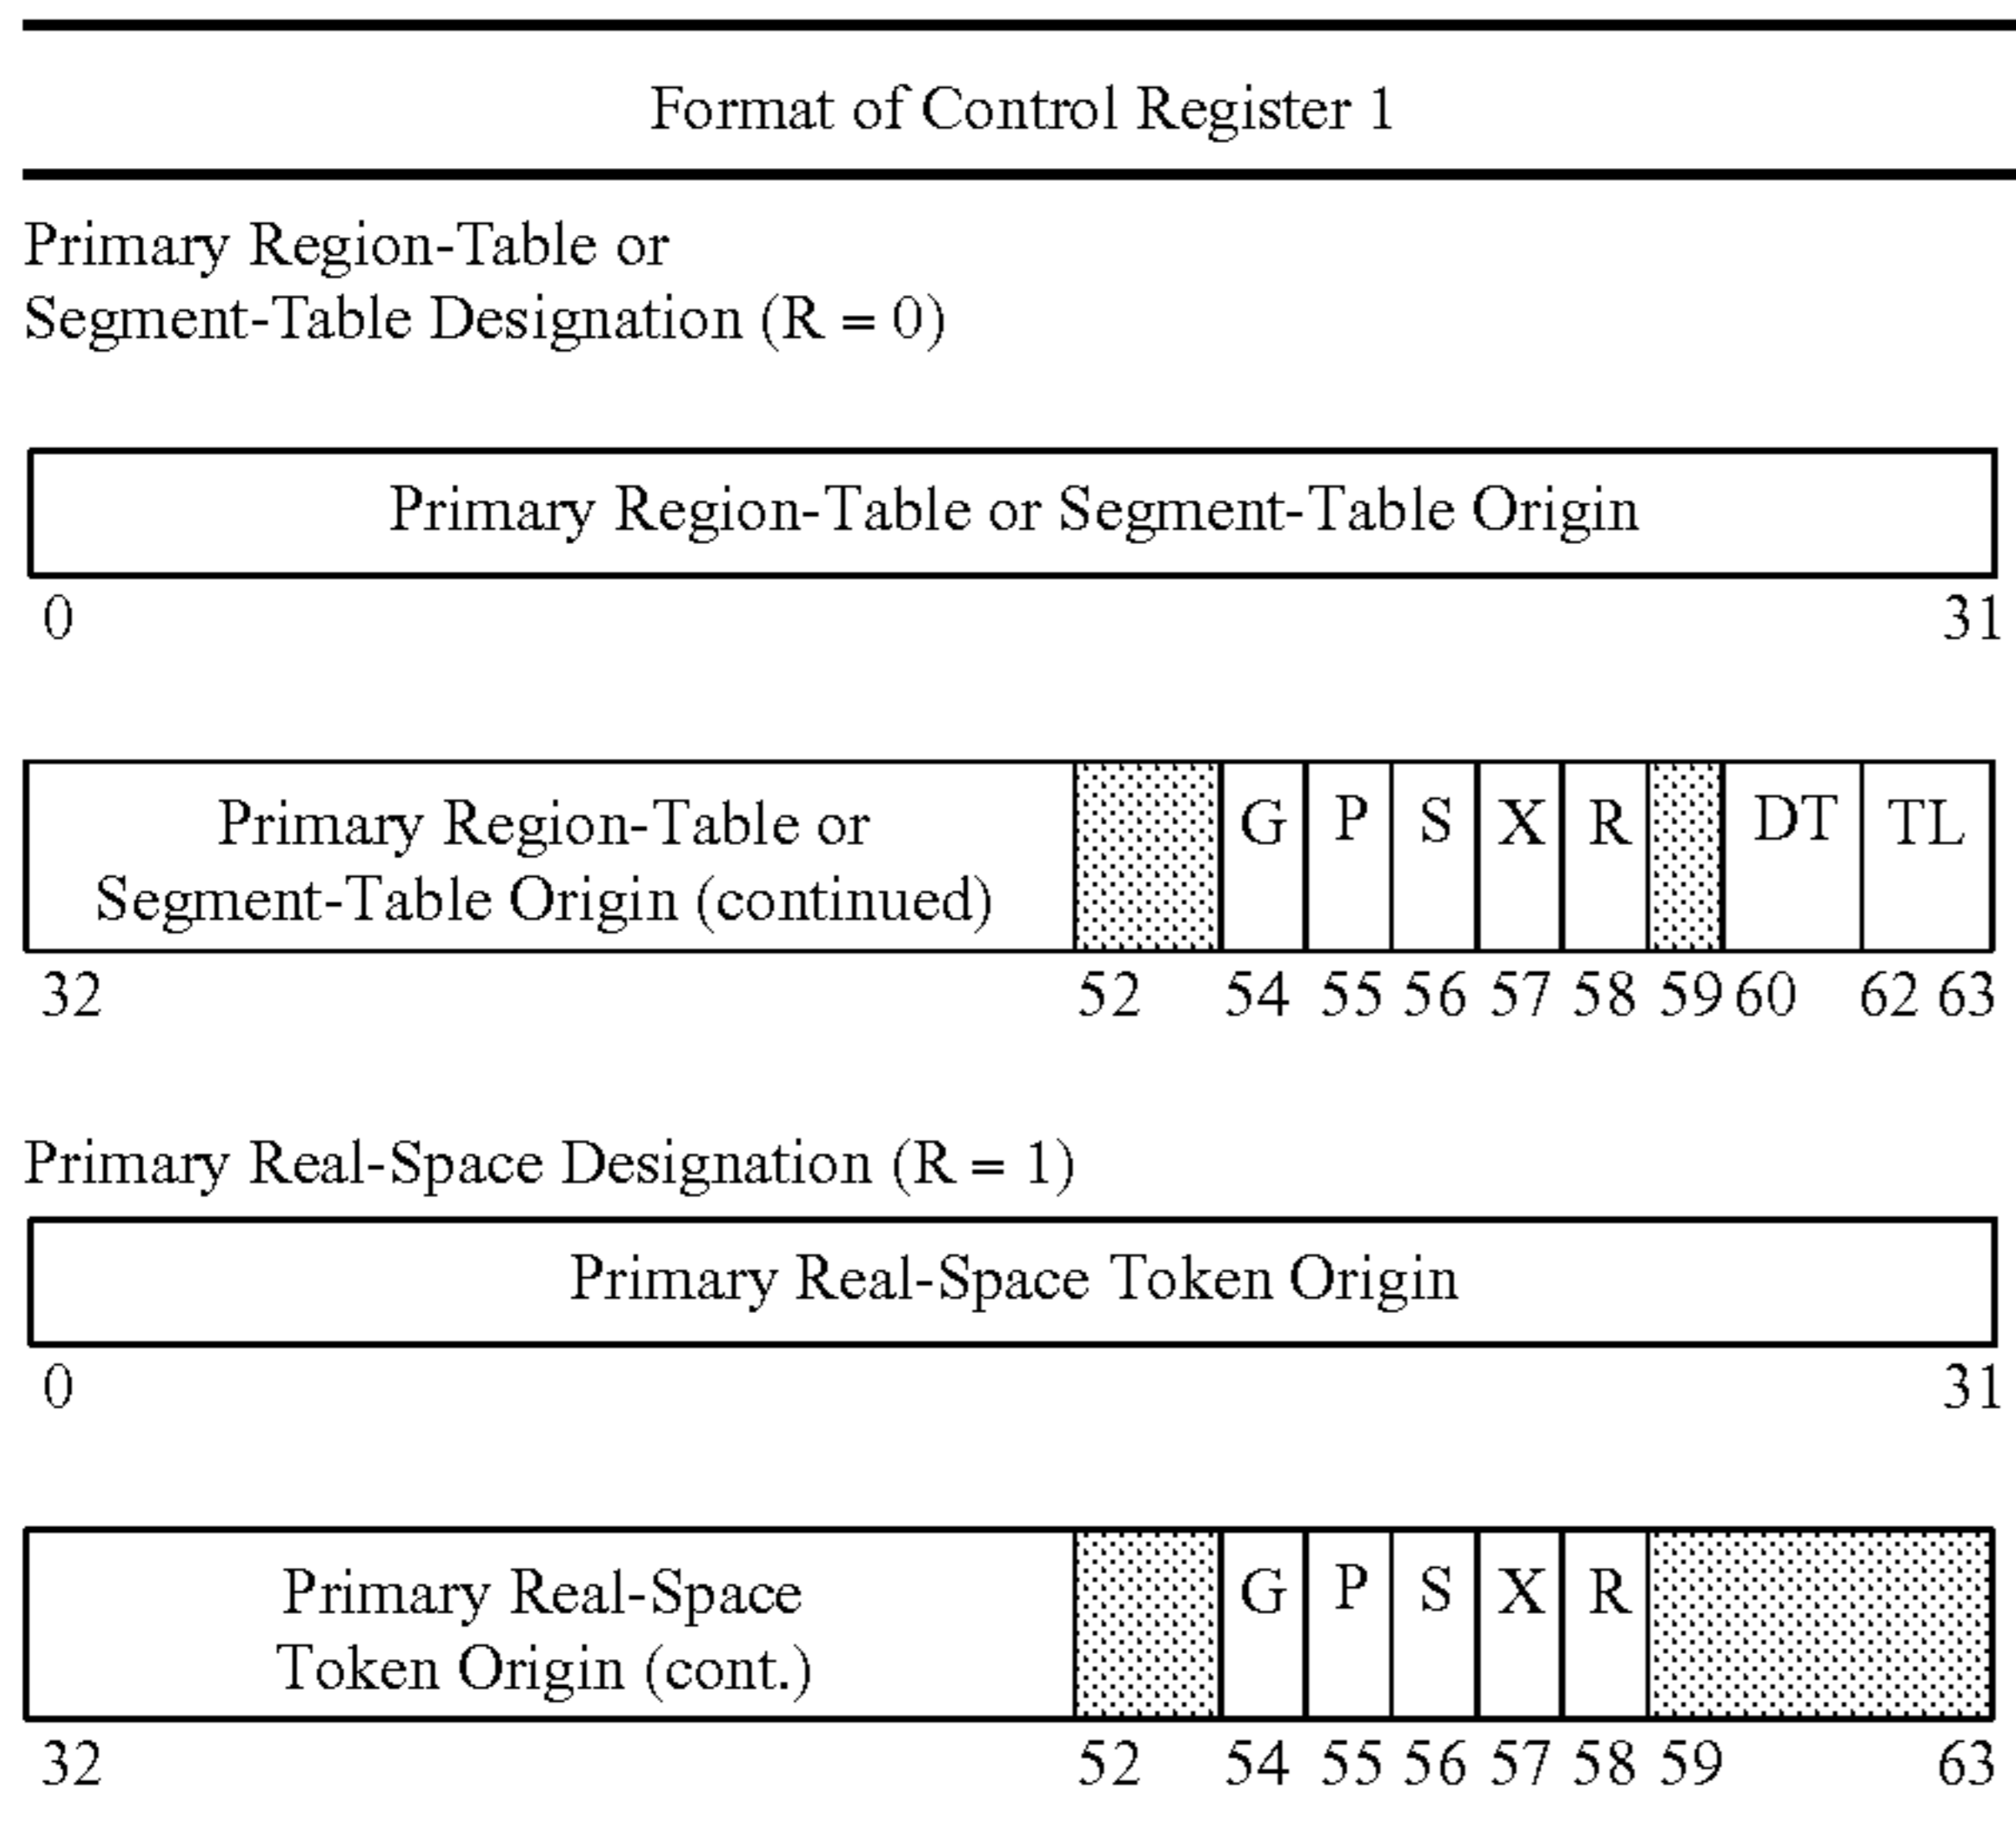 Format of Control Register 1
Primary Region-Table or
Segment-Table Designation (R = 0)
Primary Region-Table or Segment-Table Origin
0 31
Primary Region-Table or
Segment-Table Origin (continued)
G P S X R DT TL
32 52 54 55 56 57 58 59 60 62 63
Primary Real-Space Designation (R = 1)
Primary Real-Space Token Origin
0 31
Primary Real-Space
Token Origin (cont.)
G P S X R
32 52 54 55 56 57 58 59 63